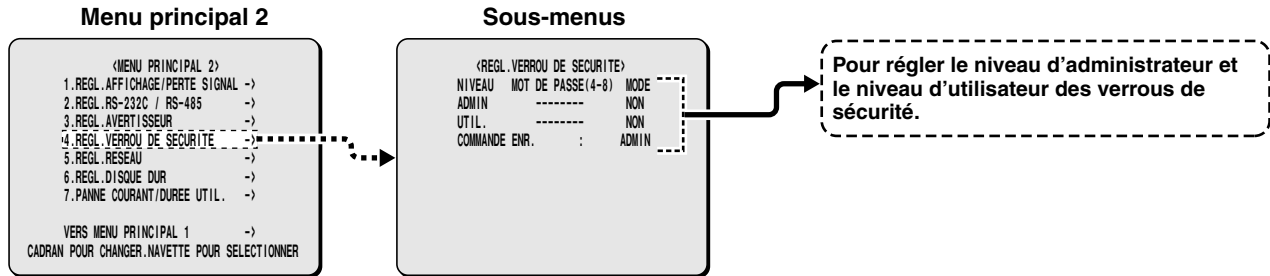 Menu principal 2
<MENU PRINCIPAL 2>
1.REGL.AFFICHAGE/PERTE SIGNAL ->
2.REGL.RS-232C / RS-485 ->
3.REGL.AVERTISSEUR ->
4.REGL.VERROU DE SECURITE ->
5.REGL.RESEAU ->
6.REGL.DISQUE DUR ->
7.PANNE COURANT/DUREE UTIL. ->
VERS MENU PRINCIPAL 1 ->
CADRAN POUR CHANGER.NAVETTE POUR SELECTIONNER
Sous-menus
<REGL.VERROU DE SECURITE>
NIVEAU MOT DE PASSE(4-8) MODE
ADMIN -------- NON
UTIL. -------- NON
COMMANDE ENR. : ADMIN
Pour régler le niveau d’administrateur et
le niveau d’utilisateur des verrous de
sécurité.